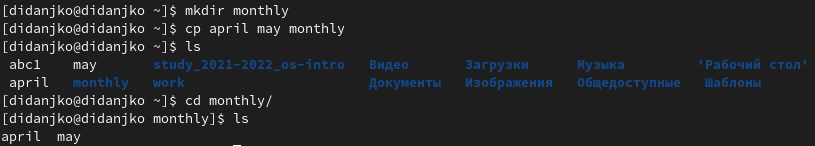 [didanjko@didanjko ~]$ mkdir monthly
[didanjko@didanjko ~]$ cp april may monthly
[didanjko@didanjko ~]$ ls
abc1 may study_2021-2022_os-intro Видео Загрузки Музыка 'Рабочий стол'
april monthly work Документы Изображения Общедоступные Шаблоны
[didanjko@didanjko ~]$ cd monthly/
[didanjko@didanjko monthly]$ ls
april may